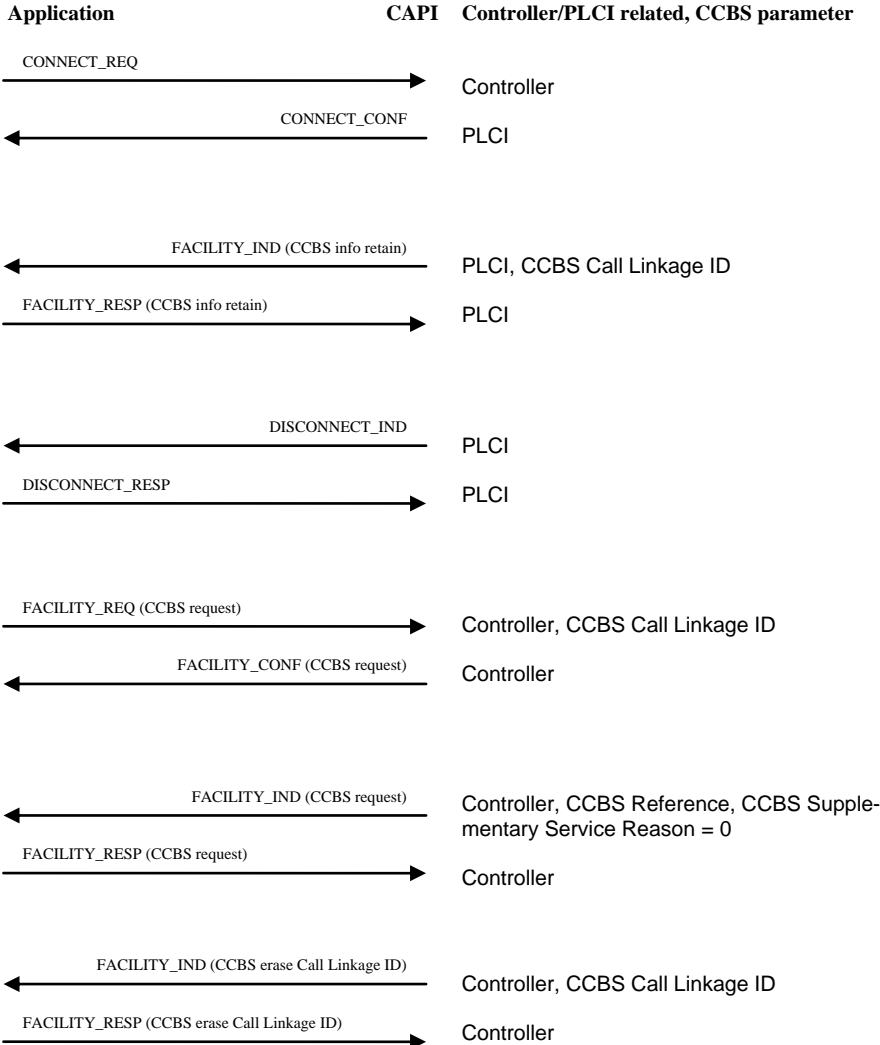 Application CAPI Controller/PLCI related, CCBS parameter
CONNECT_REQ
Controller
CONNECT_CONF
PLCI
FACILITY_IND (CCBS info retain)
PLCI, CCBS Call Linkage ID
FACILITY_RESP (CCBS info retain)
PLCI
DISCONNECT_IND
PLCI
DISCONNECT_RESP
PLCI
FACILITY_REQ (CCBS request)
Controller, CCBS Call Linkage ID
FACILITY_CONF (CCBS request)
Controller
FACILITY_IND (CCBS request)
Controller, CCBS Reference, CCBS Supple-
mentary Service Reason = 0
FACILITY_RESP (CCBS request)
Controller
FACILITY_IND (CCBS erase Call Linkage ID)
Controller, CCBS Call Linkage ID
FACILITY_RESP (CCBS erase Call Linkage ID)
Controller